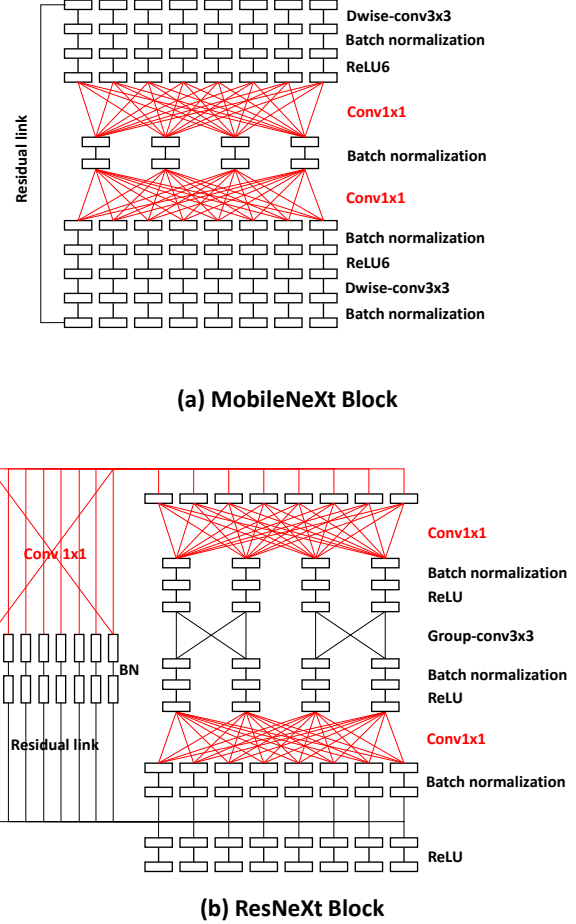 Dwise-conv3x3
Batch normalization
ReLU6
Conv1x1
Batch normalization
Conv1x1
Batch normalization
ReLU6
Dwise-conv3x3
Batch normalization
Residual link
(a) MobileNeXt Block
Conv1x1
Conv 1x1
Batch normalization
ReLU
Group-conv3x3
BN
Batch normalization
ReLU
Conv1x1
Residual link
Batch normalization
ReLU
(b) ResNeXt Block